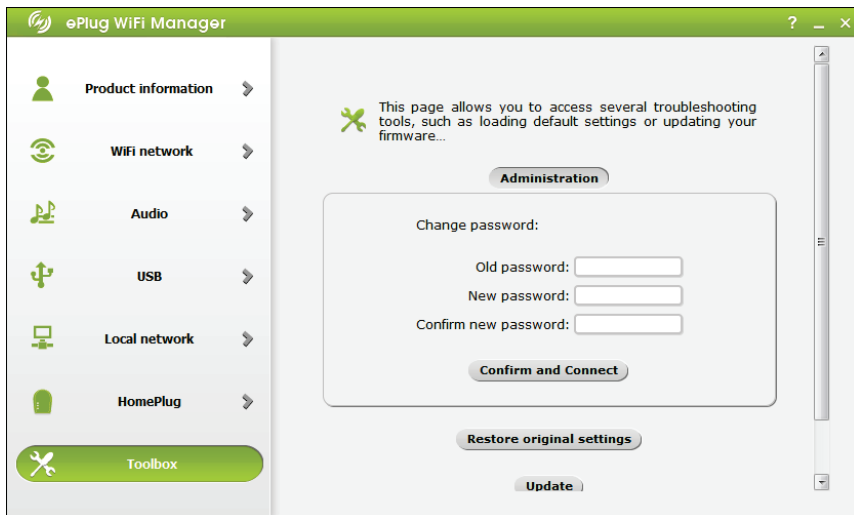 ePlug WiFi Manager
?
Product information
WiFi network
Audio
USB
Local network
HomePlug
Toolbox
This page allows you to access several troubleshooting
tools, such as loading default settings or updating your
firmware...
Administration
Change password:
Old password:
New password:
Confirm new password:
Confirm and Connect
Restore original settings
Update